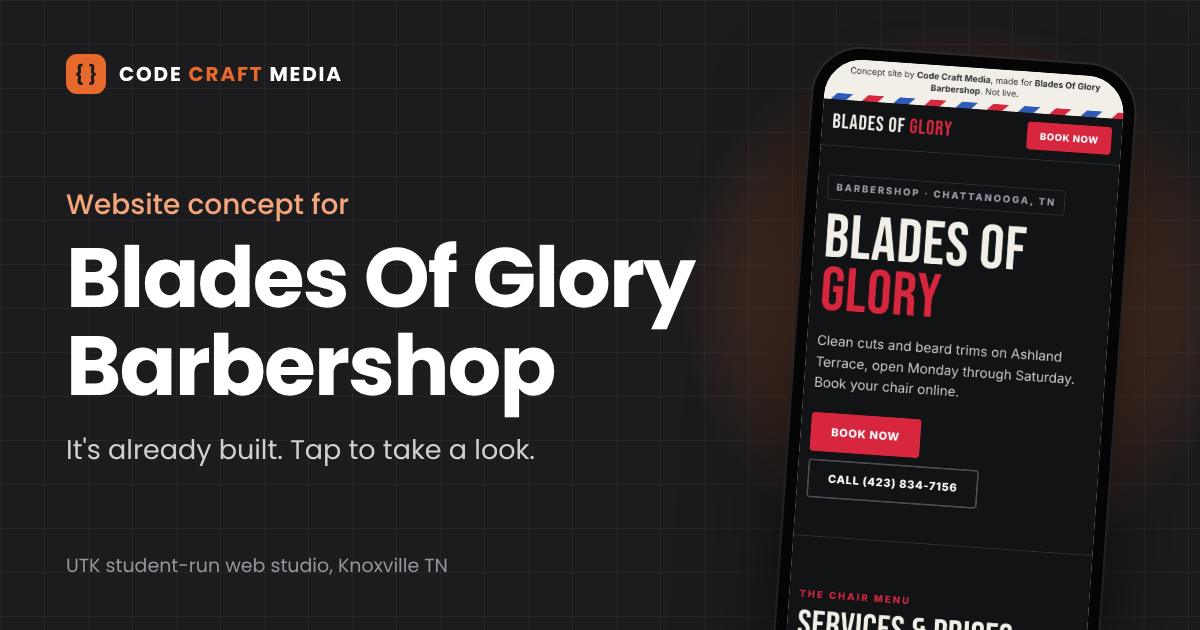 { } CODE CRAFT MEDIA
Website concept for
Blades Of Glory
Barbershop
It's already built. Tap to take a look.
UTK student-run web studio, Knoxville TN
Concept site by Code Craft Media, made for Blades Of Glory
Barbershop. Not live.
BLADES OF GLORY
BOOK NOW
BARBERSHOP · CHATTANOOGA, TN
BLADES OF
GLORY
Clean cuts and beard trims on Ashland
Terrace, open Monday through Saturday.
Book your chair online.
BOOK NOW
CALL (423) 834-7156
THE CHAIR MENU
SERVICES & PRICES